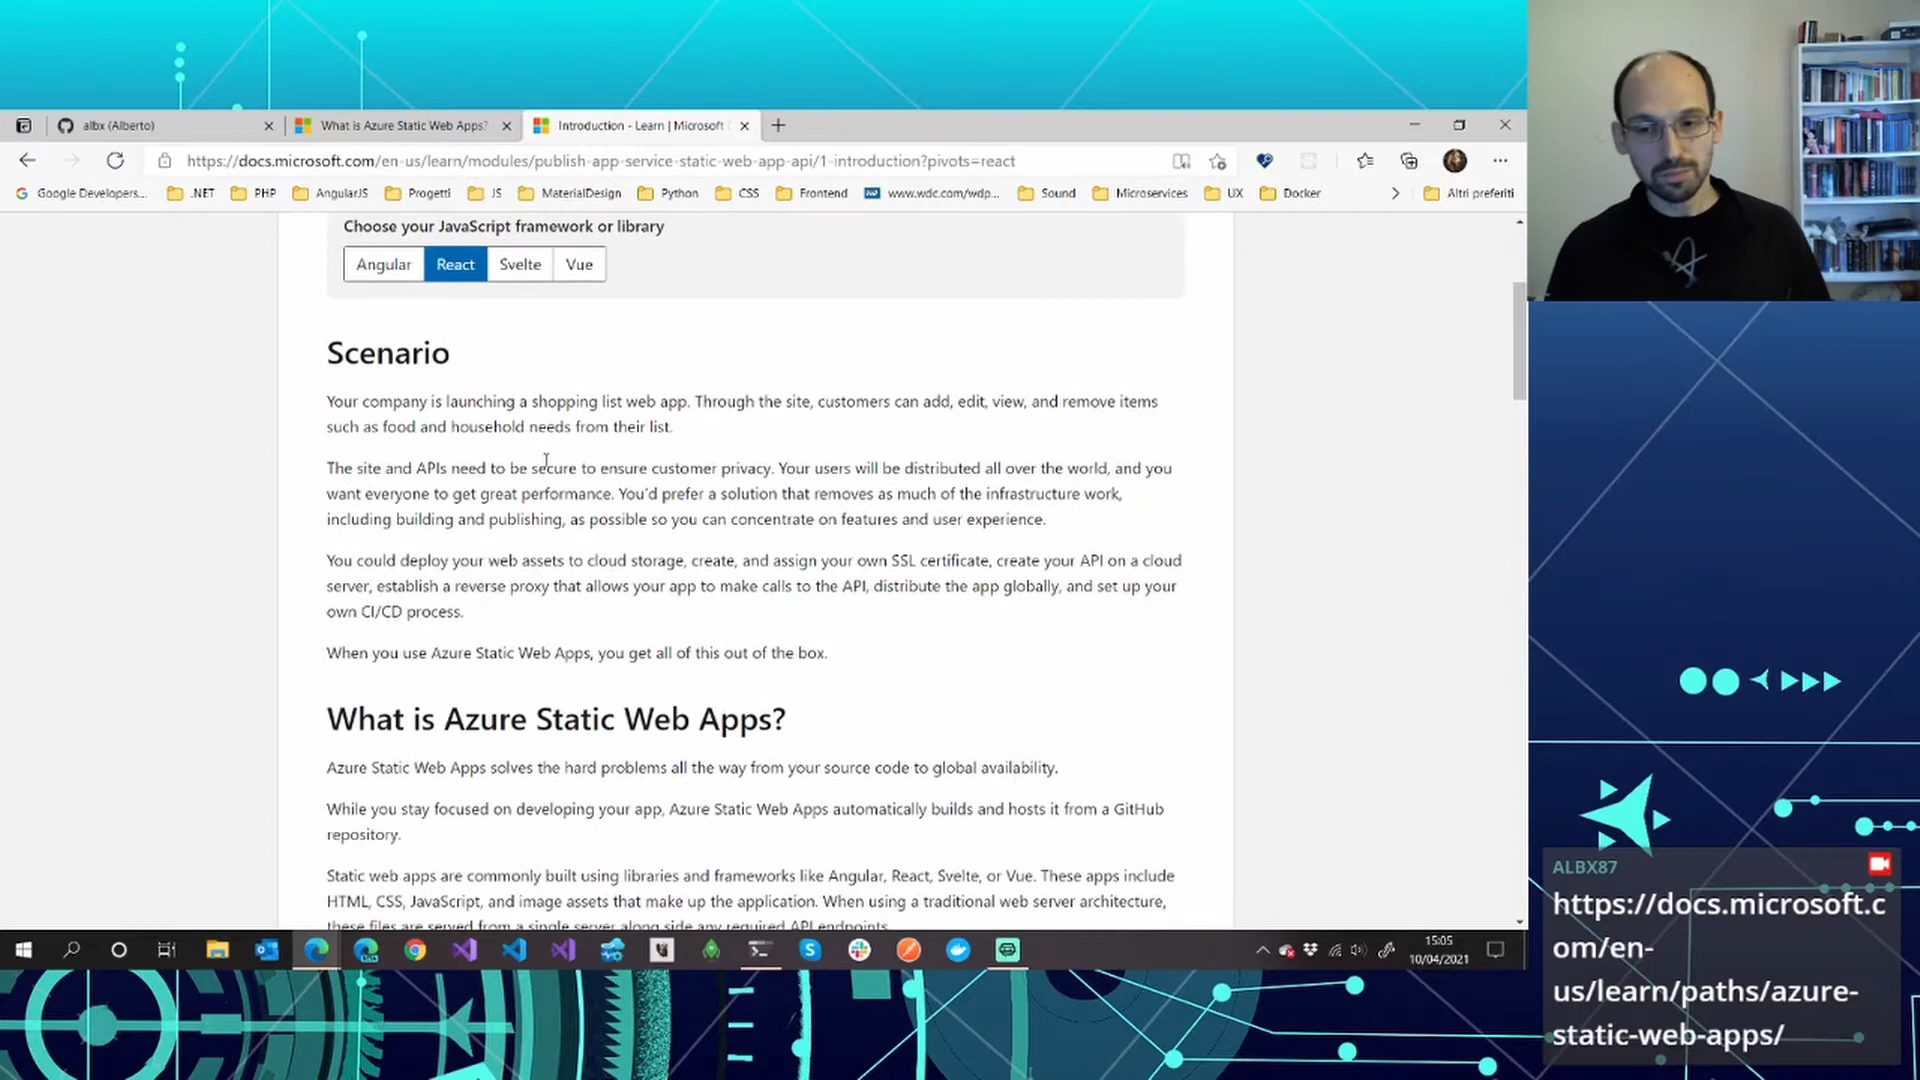 albx (Alberto)
What is Azure Static Web Apps?
Introduction - Learn | Microsoft
https://docs.microsoft.com/en-us/learn/modules/publish-app-service-static-web-app-api/1-introduction?pivots=react
Google Developers...
.NET
PHP
AngularJS
Progetti
JS
MaterialDesign
Python
CSS
Frontend
www.wdc.com/wdp...
Sound
Microservices
UX
Docker
Altri preferiti
Choose your JavaScript framework or library
Angular
React
Svelte
Vue
Scenario
Your company is launching a shopping list web app. Through the site, customers can add, edit, view, and remove items
such as food and household needs from their list.
The site and APIs need to be secure to ensure customer privacy. Your users will be distributed all over the world, and you
want everyone to get great performance. You'd prefer a solution that removes as much of the infrastructure work,
including building and publishing, as possible so you can concentrate on features and user experience.
You could deploy your web assets to cloud storage, create, and assign your own SSL certificate, create your API on a cloud
server, establish a reverse proxy that allows your app to make calls to the API, distribute the app globally, and set up your
own CI/CD process.
When you use Azure Static Web Apps, you get all of this out of the box.
What is Azure Static Web Apps?
Azure Static Web Apps solves the hard problems all the way from your source code to global availability.
While you stay focused on developing your app, Azure Static Web Apps automatically builds and hosts it from a GitHub
repository.
Static web apps are commonly built using libraries and frameworks like Angular, React, Svelte, or Vue. These apps include
HTML, CSS, JavaScript, and image assets that make up the application. When using a traditional web server architecture,
these files are served from a single server along side any required API endpoints.
15:05
10/04/2021
ALBX87
https://docs.microsoft.c
om/en-
us/learn/paths/azure-
static-web-apps/